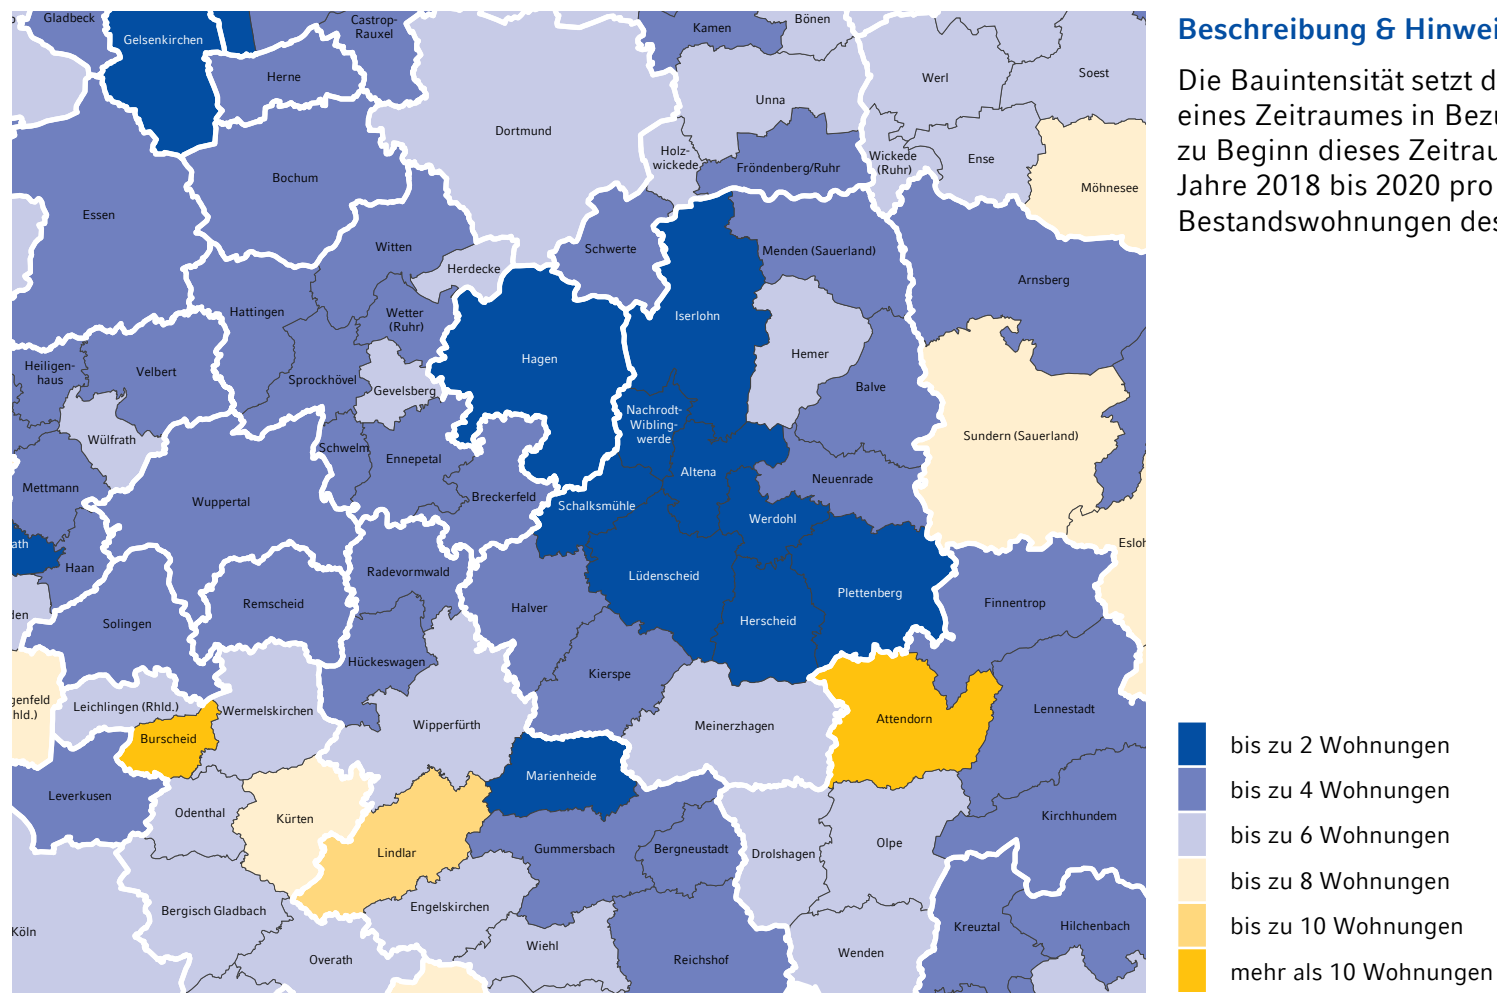 Gladbeck
Gelsenkirchen
Castrop-
Rauxel
Herne
Kamen
Bönen
Werl
Soest
Unna
Dortmund
Holz-
wickede
Fröndenberg/Ruhr
Wickede
(Ruhr)
Ense
Möhnesee
Bochum
Essen
Witten
Herdecke
Schwerte
Menden (Sauerland)
Arnsberg
Hattingen
Wetter
(Ruhr)
Iserlohn
Hagen
Hemer
Heiligen-
haus
Velbert
Sprockhövel
Gevelsberg
Balve
Nachrodt-
Wibling-
werde
Wülfrath
Schwelm
Ennepetal
Sundern (Sauerland)
Altena
Neuenrade
Mettmann
Wuppertal
Breckerfeld
Schalksmühle
Werdohl
ath
Esloh
Haan
Radevormwald
Lüdenscheid
Plettenberg
Remscheid
Halver
Finnentrop
den
Solingen
Herscheid
Hückeswagen
Kierspe
genfeld
hld.)
Leichlingen (Rhld.)
Wermelskirchen
Wipperfürth
Meinerzhagen
Attendorn
Lennestadt
Burscheid
Marienheide
Leverkusen
Odenthal
Kürten
Kirchhundem
Lindlar
Gummersbach
Bergneustadt
Drolshagen
Olpe
Bergisch Gladbach
Engelskirchen
Köln
Kreuztal
Hilchenbach
Wiehl
Overath
Reichshof
Wenden
Beschreibung & Hinwei
Die Bauintensität setzt d
eines Zeitraumes in Bezu
zu Beginn dieses Zeitrau
Jahre 2018 bis 2020 pro
Bestandswohnungen des
bis zu 2 Wohnungen
bis zu 4 Wohnungen
bis zu 6 Wohnungen
bis zu 8 Wohnungen
bis zu 10 Wohnungen
mehr als 10 Wohnungen